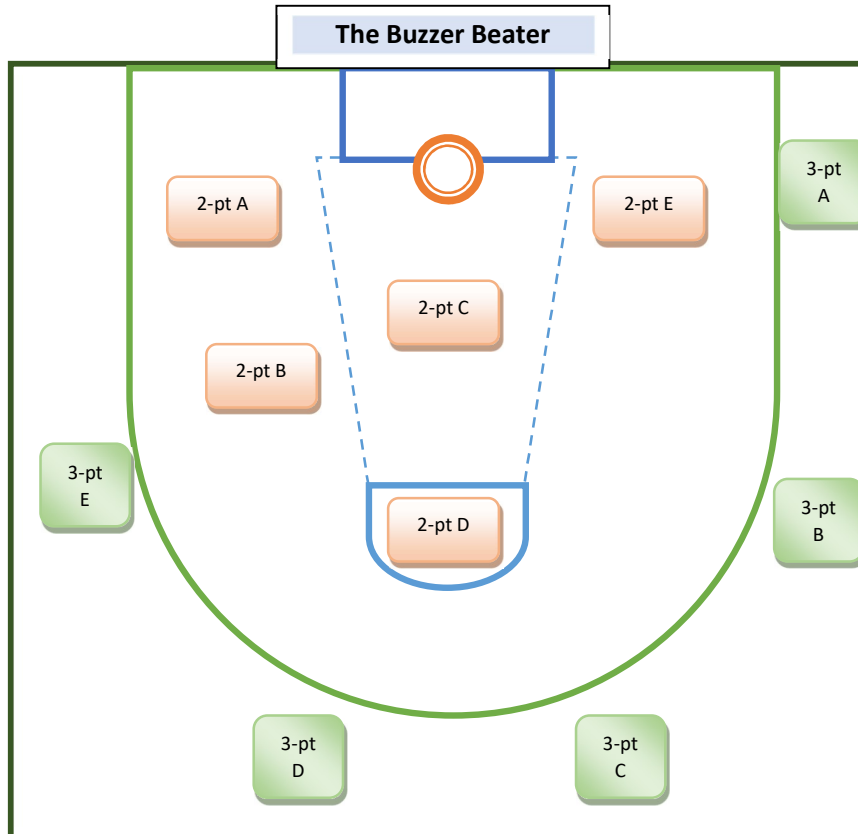 The Buzzer Beater
3-pt
A
2-pt A
2-pt E
2-pt C
2-pt B
3-pt
E
3-pt
B
2-pt D
3-pt
D
3-pt
C